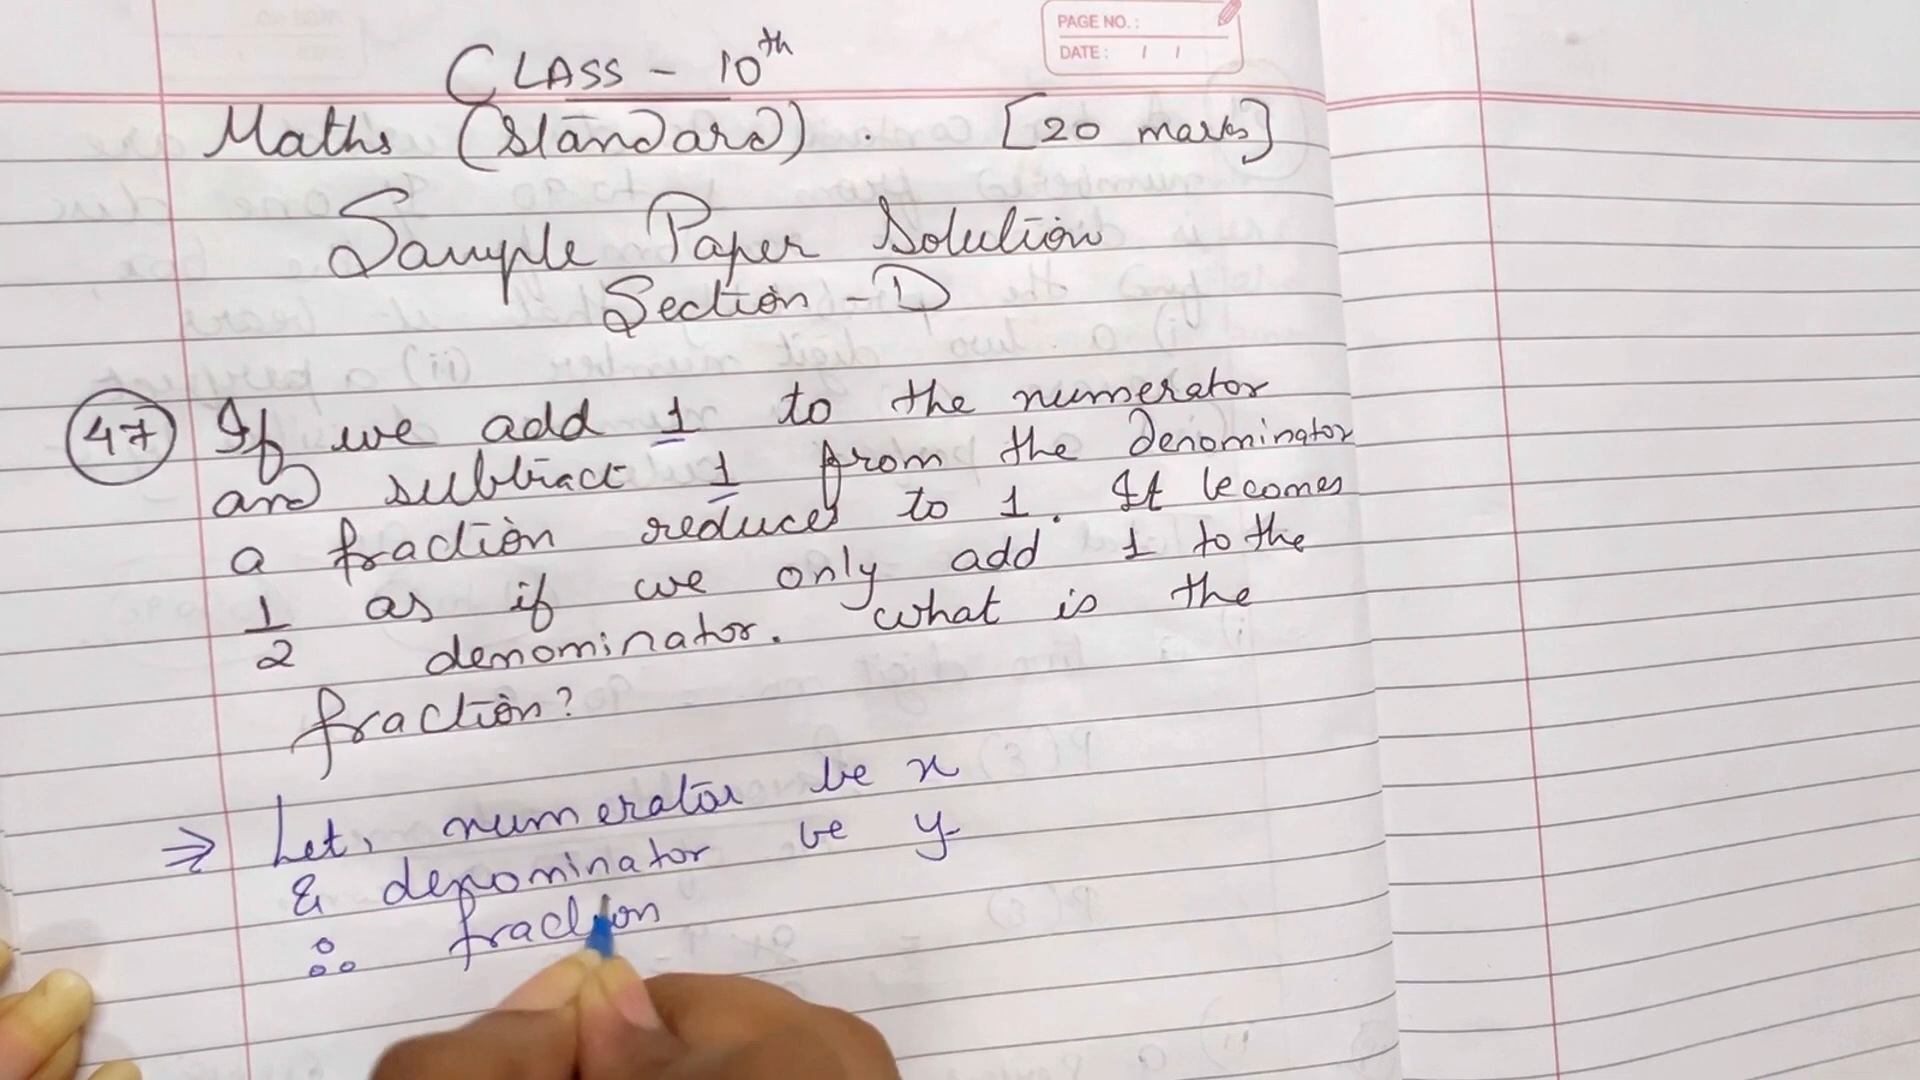 PAGE NO. :
DATE : / /
CLASS - 10th
Maths (Standard). [20 marks]
Sample Paper Solution
Section - D
47 If we add 1 to the numerator
and subtract 1 from the denominator
a fraction reduces to 1. It becomes
1/2 as if we only add 1 to the
denominator. what is the
fraction?
⇒ Let, numerator be x
& denominator be y
∴ fraction